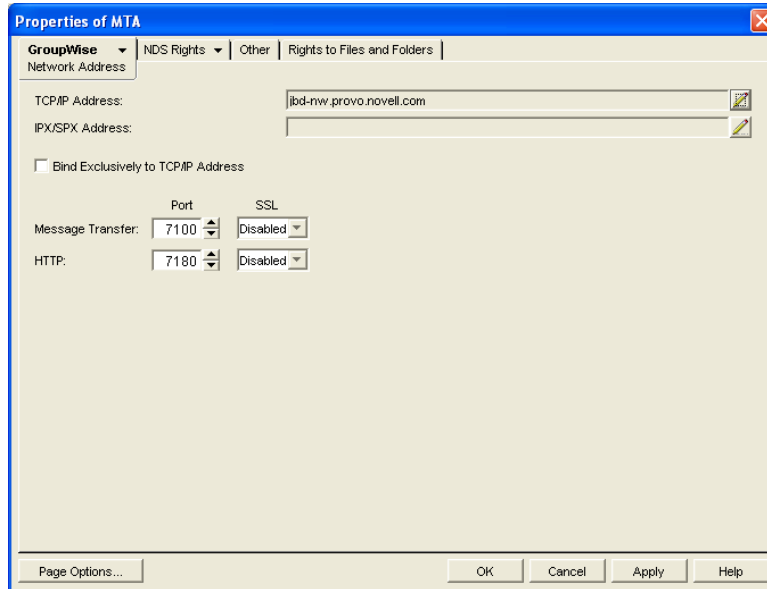 Properties of MTA
GroupWise NDS Rights Other Rights to Files and Folders
Network Address
TCP/IP Address: jbd-nw.provo.novell.com
IPX/SPX Address:
Bind Exclusively to TCP/IP Address
Port SSL
Message Transfer: 7100 Disabled
HTTP: 7180 Disabled
Page Options... OK Cancel Apply Help